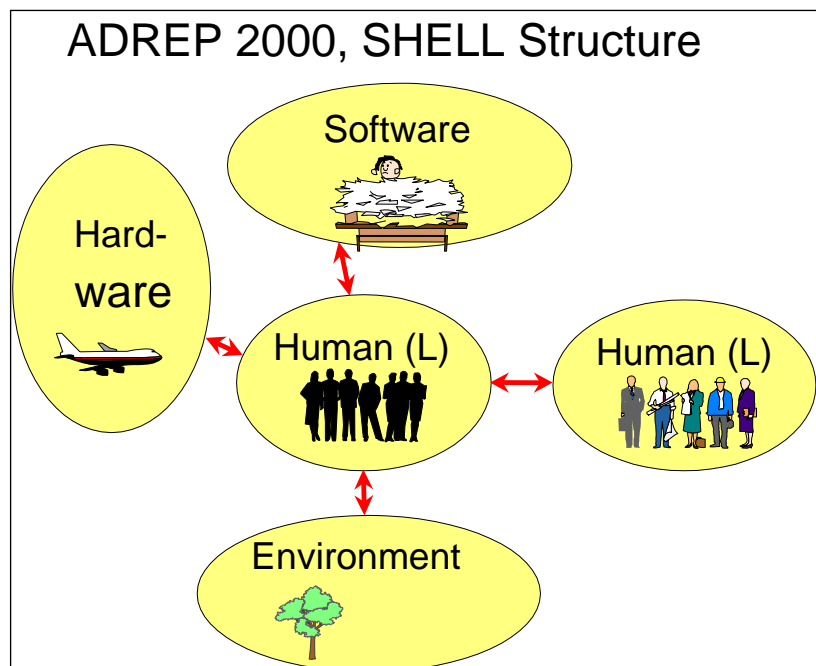 ADREP 2000, SHELL Structure
Software
Hard-
ware
Human (L)
Human (L)
Environment